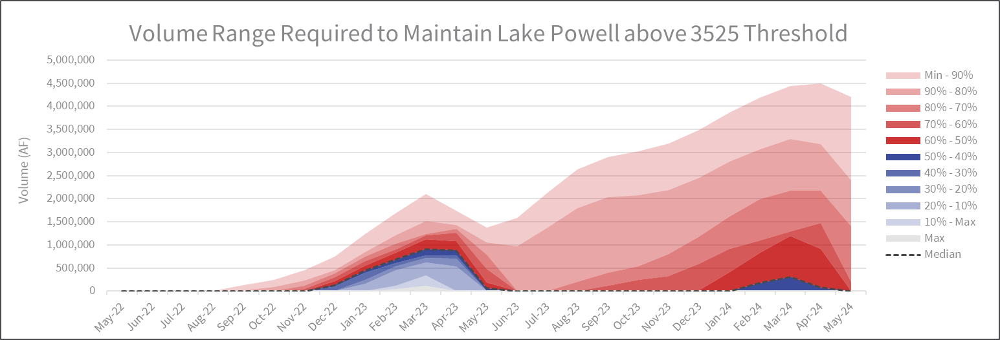 Volume Range Required to Maintain Lake Powell above 3525 Threshold
Volume (AF)
5,000,000
4,500,000
4,000,000
3,500,000
3,000,000
2,500,000
2,000,000
1,500,000
1,000,000
500,000
0
May-22
Jun-22
Jul-22
Aug-22
Sep-22
Oct-22
Nov-22
Dec-22
Jan-23
Feb-23
Mar-23
Apr-23
May-23
Jun-23
Jul-23
Aug-23
Sep-23
Oct-23
Nov-23
Dec-23
Jan-24
Feb-24
Mar-24
Apr-24
May-24
Min - 90%
90% - 80%
80% - 70%
70% - 60%
60% - 50%
50% - 40%
40% - 30%
30% - 20%
20% - 10%
10% - Max
Max
Median